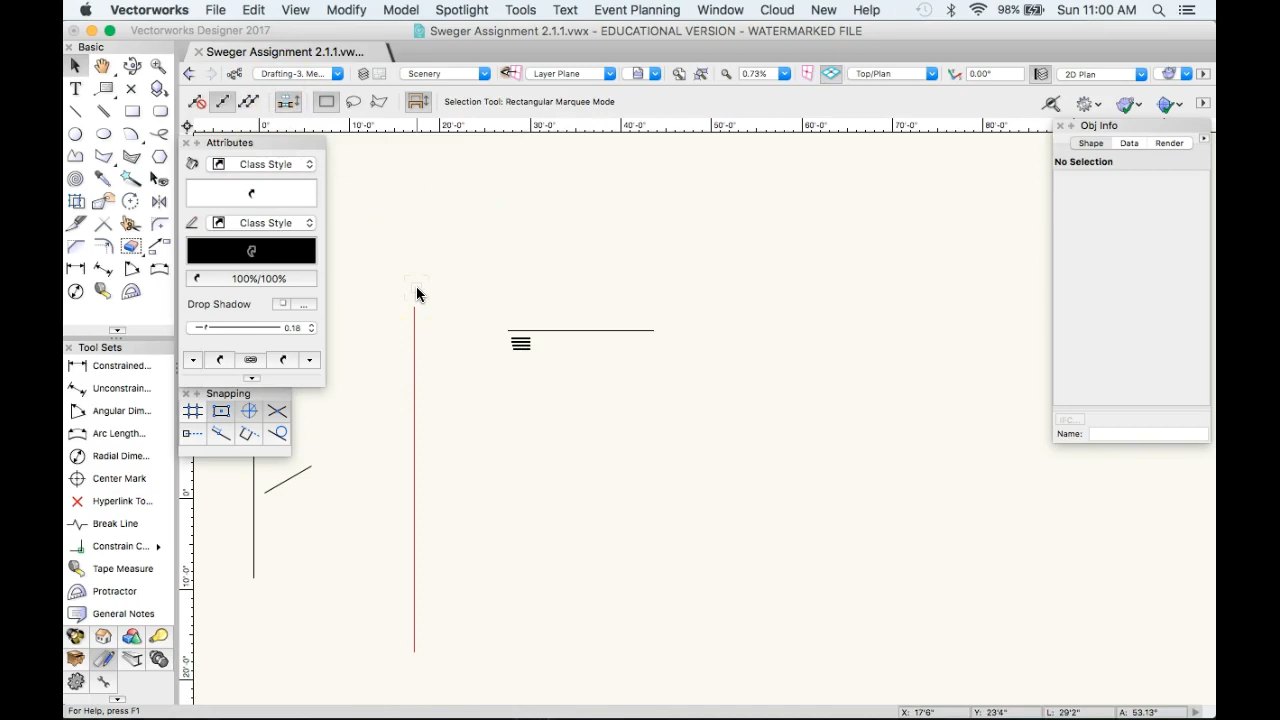 Vectorworks File Edit View Modify Model Spotlight Tools Text Event Planning Window Cloud New Help 98% Sun 11:00 AM
Vectorworks Designer 2017
Sweger Assignment 2.1.1.vwx - EDUCATIONAL VERSION - WATERMARKED FILE
Basic
Sweger Assignment 2.1.1.vw...
Drafting-3. Me... Scenery Layer Plane 0.73% Top/Plan 0.00° 2D Plan
Selection Tool: Rectangular Marquee Mode
0" 10'-0" 20'-0" 30'-0" 40'-0" 50'-0" 60'-0" 70'-0" 80'-0"
Attributes
Class Style
Class Style
100%/100%
Drop Shadow ...
0.18
Snapping
Obj Info
Shape Data Render
No Selection
IFC...
Name:
Tool Sets
Constrained...
Unconstrain...
Angular Dim...
Arc Length...
Radial Dime...
Center Mark
Hyperlink To...
Break Line
Constrain C...
Tape Measure
Protractor
General Notes
0"
10'-0"
20'-0"
For Help, press F1
X: 17'6" Y: 23'4" L: 29'2" A: 53.13°